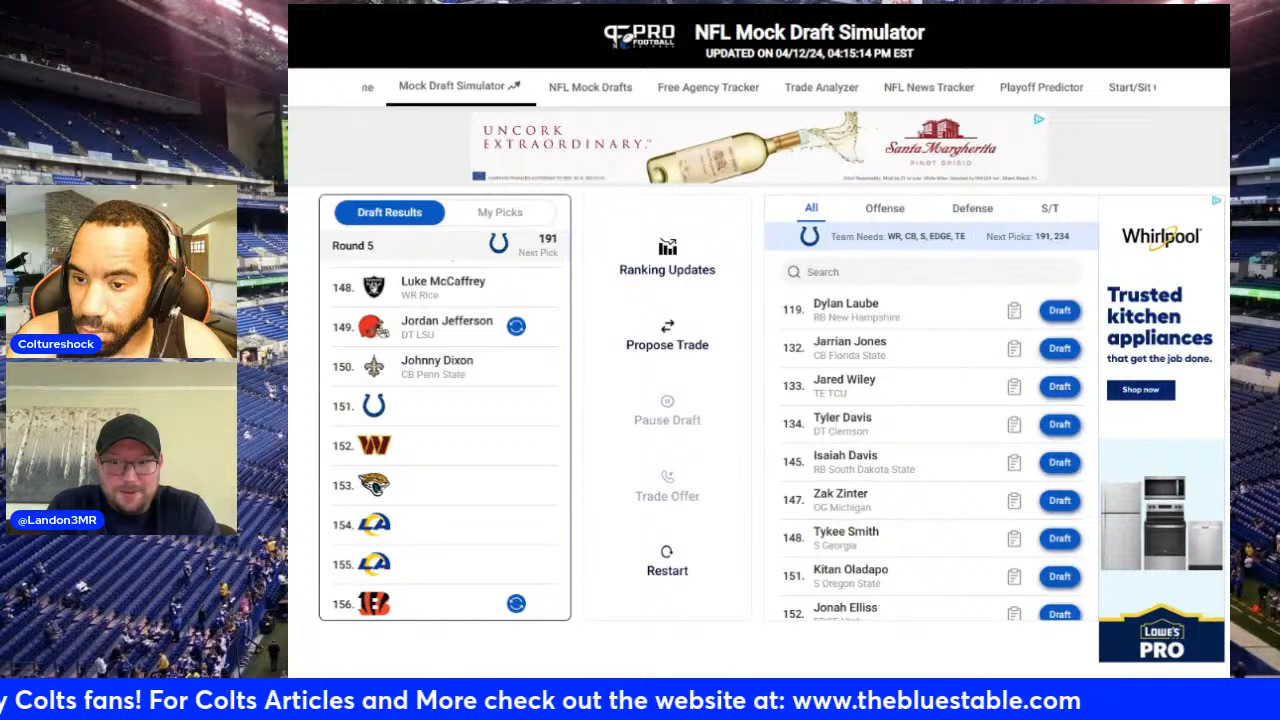 PRO
FOOTBALL
NETWORK
NFL Mock Draft Simulator
UPDATED ON 04/12/24, 04:15:14 PM EST
ne
Mock Draft Simulator
NFL Mock Drafts
Free Agency Tracker
Trade Analyzer
NFL News Tracker
Playoff Predictor
Start/Sit
UNCORK
EXTRAORDINARY.™
Santa Margherita
PINOT GRIGIO
Draft Results
My Picks
Round 5
191
Next Pick
148.
Luke McCaffrey
WR Rice
149.
Jordan Jefferson
DT LSU
150.
Johnny Dixon
CB Penn State
151.
152.
153.
154.
155.
156.
Ranking Updates
Propose Trade
Pause Draft
Trade Offer
Restart
All
Offense
Defense
S/T
Team Needs: WR, CB, S, EDGE, TE
Next Picks: 191, 234
Search
119.
Dylan Laube
RB New Hampshire
Draft
132.
Jarrian Jones
CB Florida State
Draft
133.
Jared Wiley
TE TCU
Draft
134.
Tyler Davis
DT Clemson
Draft
145.
Isaiah Davis
RB South Dakota State
Draft
147.
Zak Zinter
OG Michigan
Draft
148.
Tykee Smith
S Georgia
Draft
151.
Kitan Oladapo
S Oregon State
Draft
152.
Jonah Elliss
Draft
Whirlpool
Trusted
kitchen
appliances
that get the job done.
Shop now
LOWE'S
PRO
Coltureshock
@Landon3MR
y Colts fans! For Colts Articles and More check out the website at: www.thebluestable.com